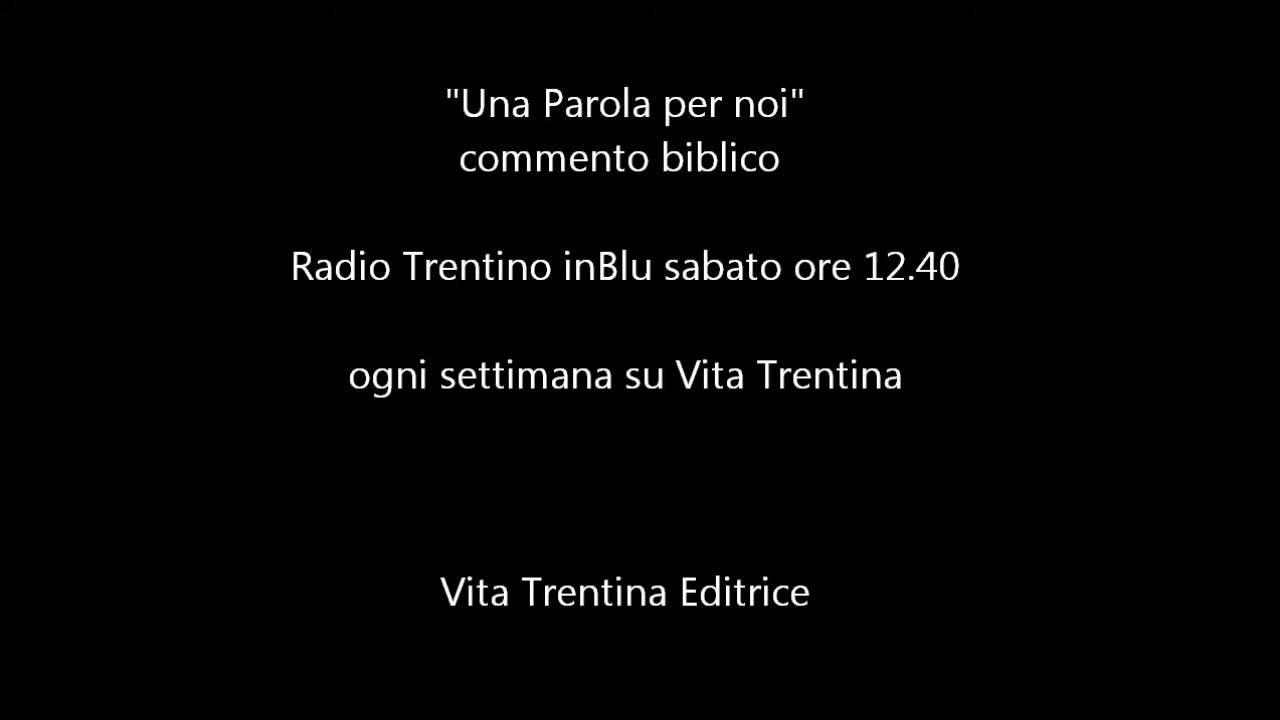 "Una Parola per noi"
commento biblico
Radio Trentino inBlu sabato ore 12.40
ogni settimana su Vita Trentina
Vita Trentina Editrice